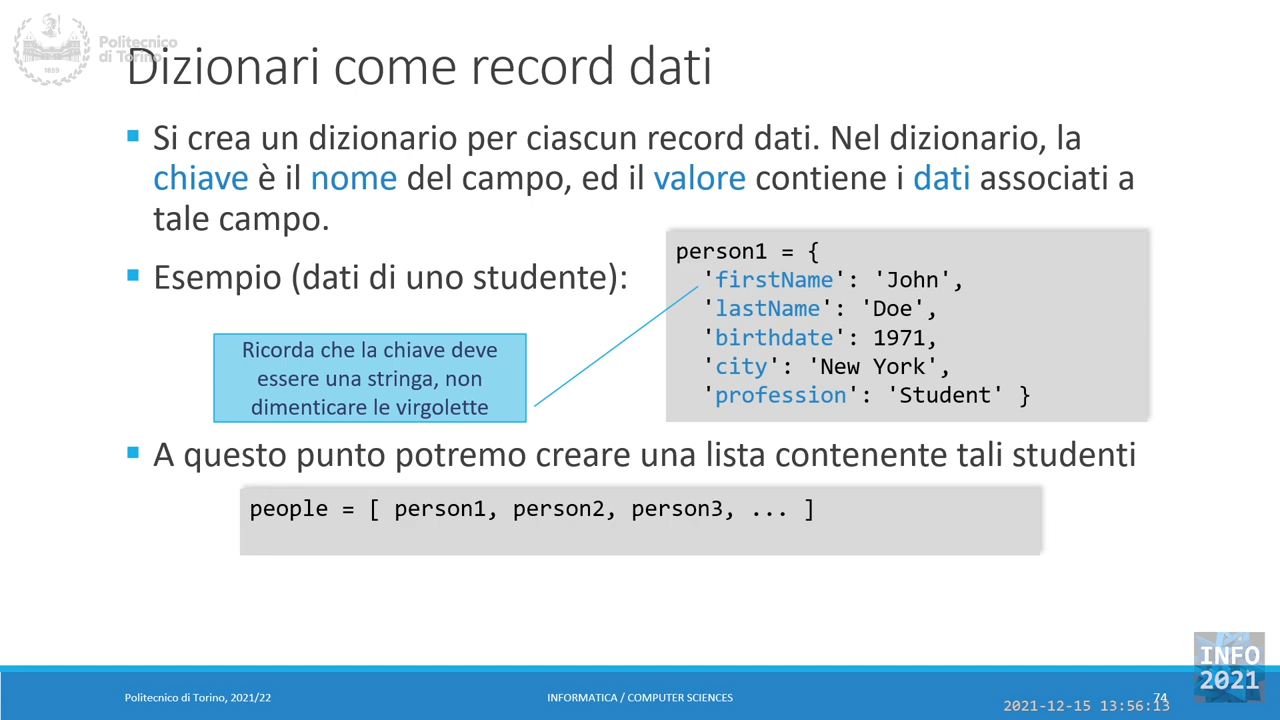 Politecnico
di Torino
1859
Dizionari come record dati
Si crea un dizionario per ciascun record dati. Nel dizionario, la
chiave è il nome del campo, ed il valore contiene i dati associati a
tale campo.
Esempio (dati di uno studente):
person1 = {
'firstName': 'John',
'lastName': 'Doe',
'birthdate': 1971,
'city': 'New York',
'profession': 'Student' }
Ricorda che la chiave deve
essere una stringa, non
dimenticare le virgolette
A questo punto potremo creare una lista contenente tali studenti
people = [ person1, person2, person3, ... ]
INFO
2021
Politecnico di Torino, 2021/22
INFORMATICA / COMPUTER SCIENCES
74
2021-12-15 13:56:13